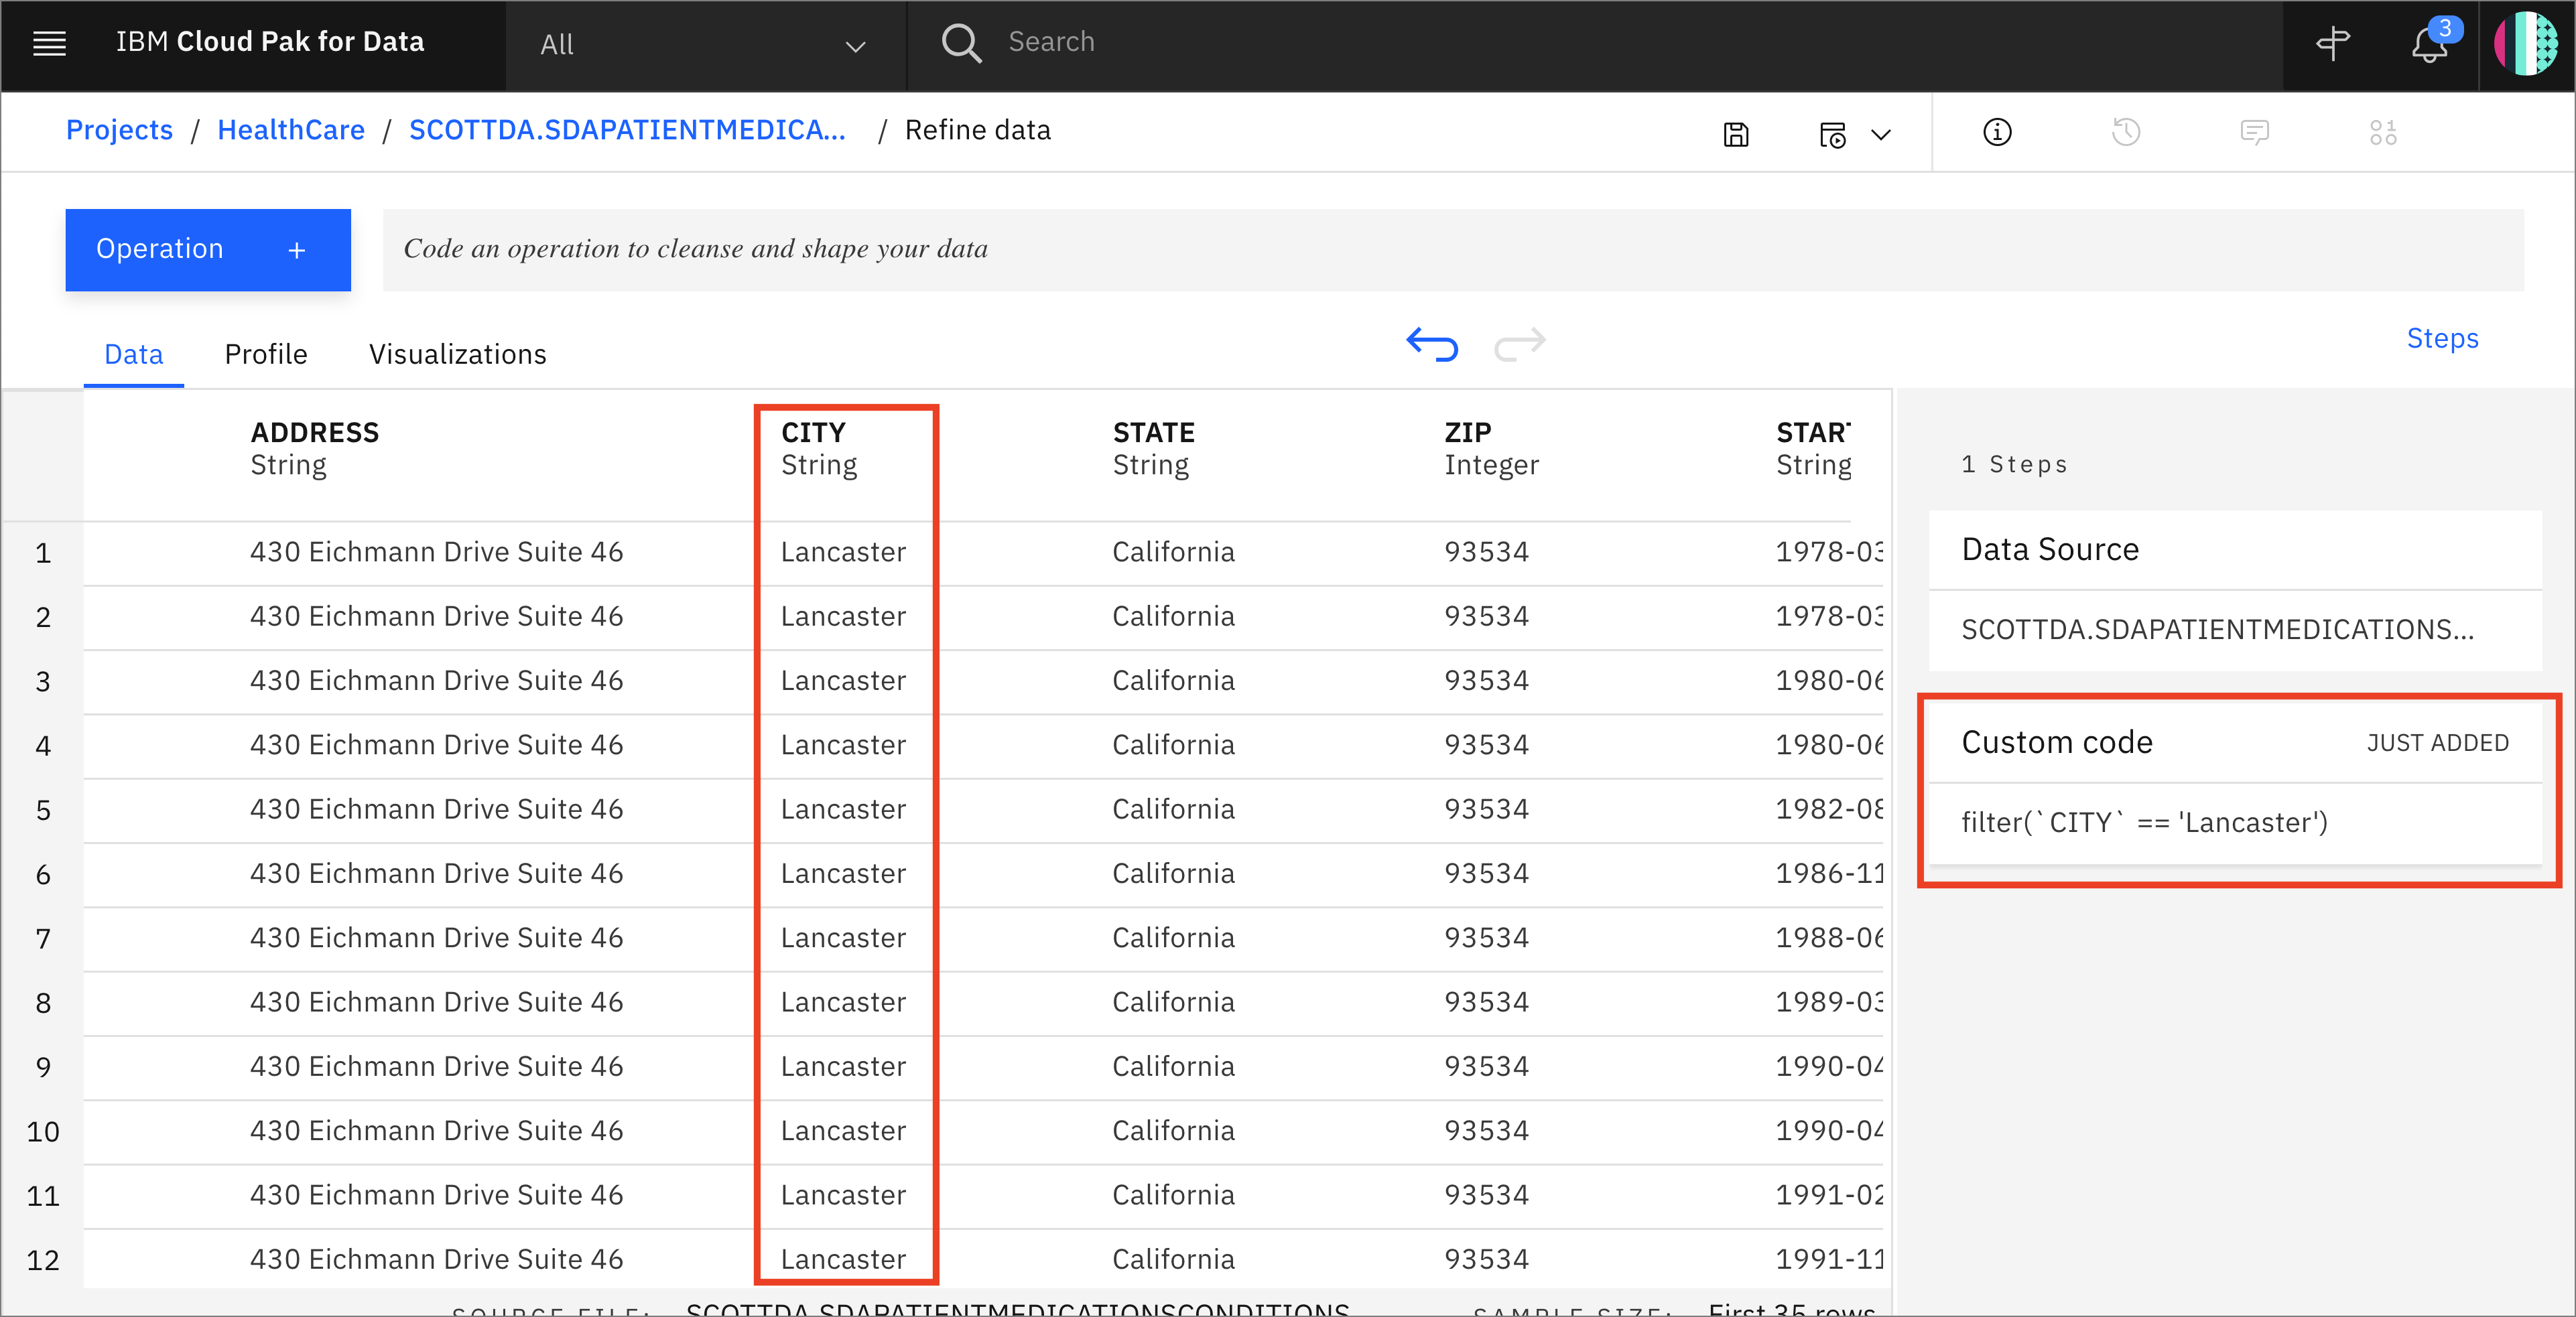 IBM Cloud Pak for Data All Search 3
Projects / HealthCare / SCOTTDA.SDAPATIENTMEDICA... / Refine data
Operation + Code an operation to cleanse and shape your data
Data Profile Visualizations Steps
ADDRESS CITY STATE ZIP STAR
String String String Integer String
1 Steps
1 430 Eichmann Drive Suite 46 Lancaster California 93534 1978-03
Data Source
2 430 Eichmann Drive Suite 46 Lancaster California 93534 1978-03
SCOTTDA.SDAPATIENTMEDICATIONS...
3 430 Eichmann Drive Suite 46 Lancaster California 93534 1980-06
4 430 Eichmann Drive Suite 46 Lancaster California 93534 1980-06
Custom code JUST ADDED
5 430 Eichmann Drive Suite 46 Lancaster California 93534 1982-08
filter(`CITY` == 'Lancaster')
6 430 Eichmann Drive Suite 46 Lancaster California 93534 1986-11
7 430 Eichmann Drive Suite 46 Lancaster California 93534 1988-06
8 430 Eichmann Drive Suite 46 Lancaster California 93534 1989-03
9 430 Eichmann Drive Suite 46 Lancaster California 93534 1990-04
10 430 Eichmann Drive Suite 46 Lancaster California 93534 1990-04
11 430 Eichmann Drive Suite 46 Lancaster California 93534 1991-02
12 430 Eichmann Drive Suite 46 Lancaster California 93534 1991-11
SOURCE FILE: SCOTTDA.SDAPATIENTMEDICATIONSCONDITIONS SAMPLE SIZE: First 35 rows